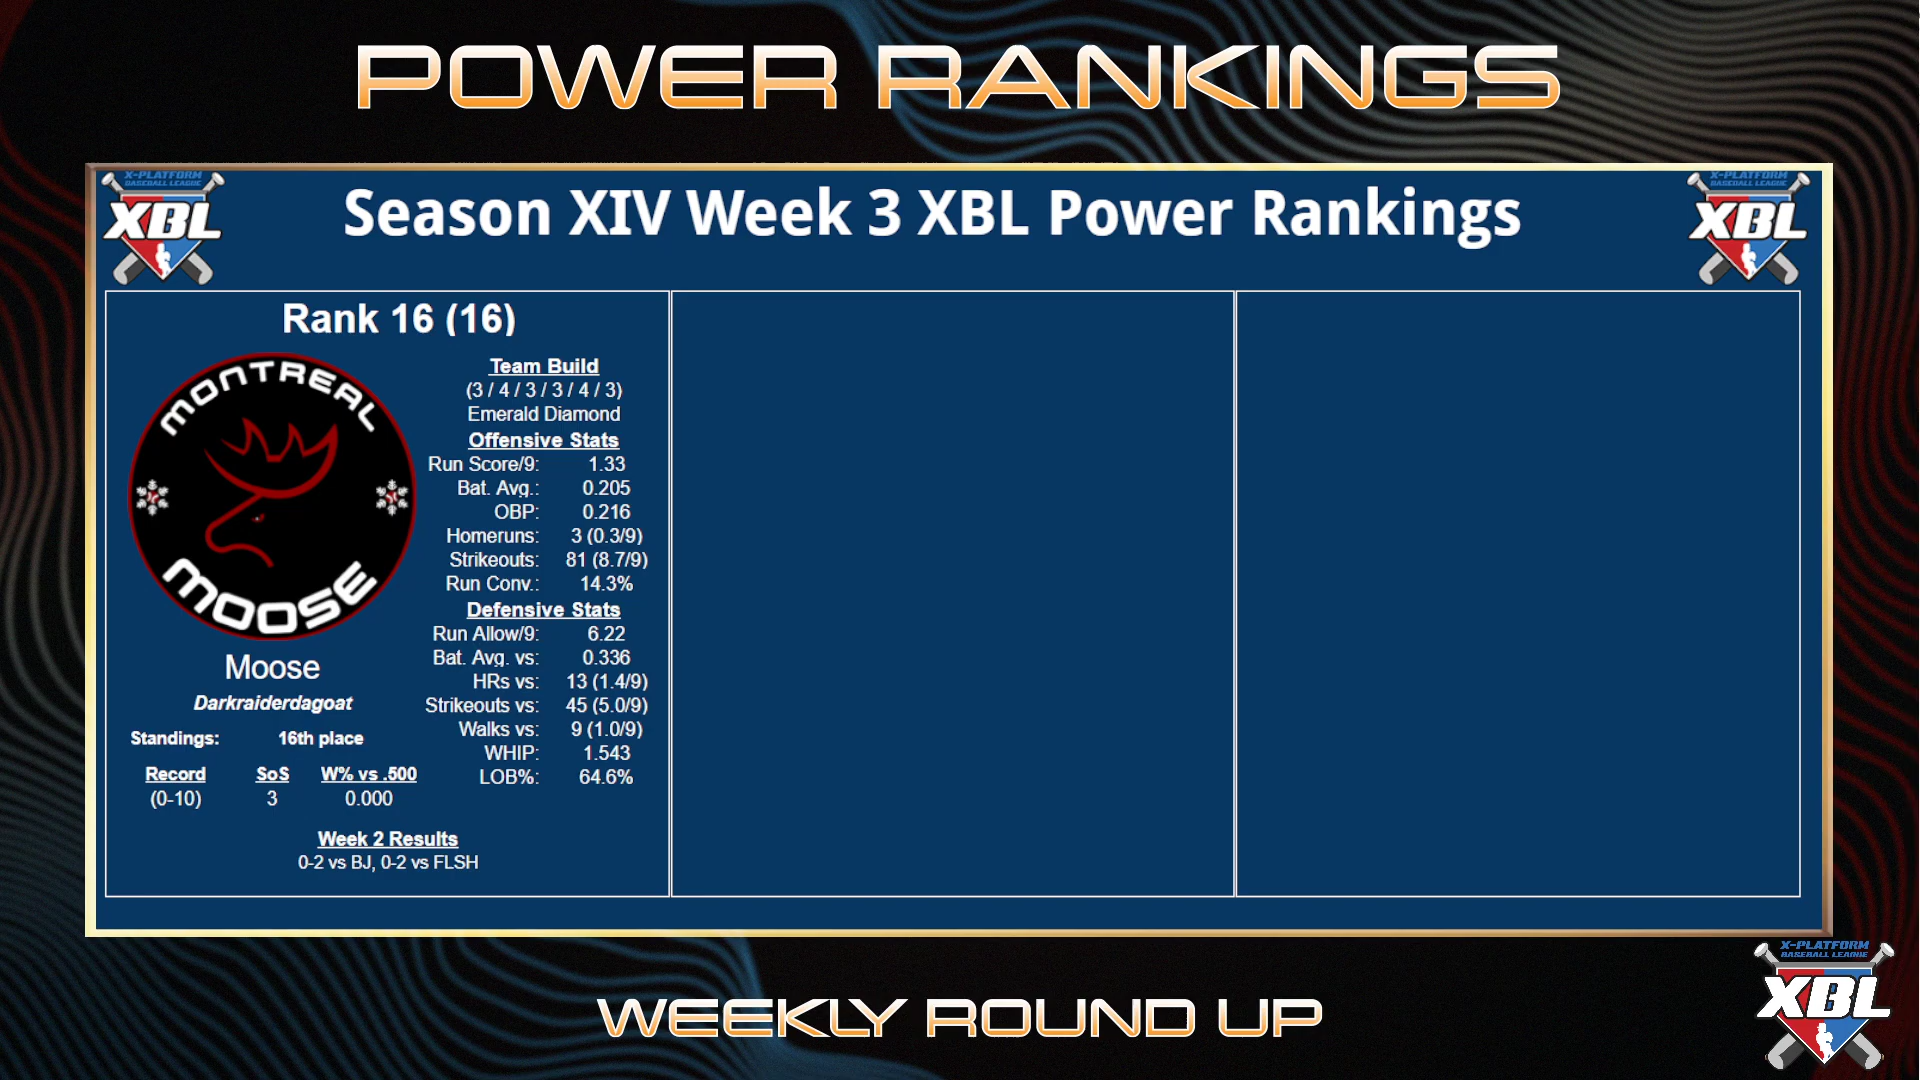 POWER RANKINGS
X-PLATFORM
BASEBALL LEAGUE
XBL
Season XIV Week 3 XBL Power Rankings
X-PLATFORM
BASEBALL LEAGUE
XBL
Rank 16 (16)
MONTREAL
MOOSE
Moose
Darkraiderdagoat
Standings: 16th place
Record SoS W% vs .500
(0-10) 3 0.000
Team Build
(3 / 4 / 3 / 3 / 4 / 3)
Emerald Diamond
Offensive Stats
Run Score/9: 1.33
Bat. Avg.: 0.205
OBP: 0.216
Homeruns: 3 (0.3/9)
Strikeouts: 81 (8.7/9)
Run Conv.: 14.3%
Defensive Stats
Run Allow/9: 6.22
Bat. Avg. vs: 0.336
HRs vs: 13 (1.4/9)
Strikeouts vs: 45 (5.0/9)
Walks vs: 9 (1.0/9)
WHIP: 1.543
LOB%: 64.6%
Week 2 Results
0-2 vs BJ, 0-2 vs FLSH
WEEKLY ROUND UP
X-PLATFORM
BASEBALL LEAGUE
XBL